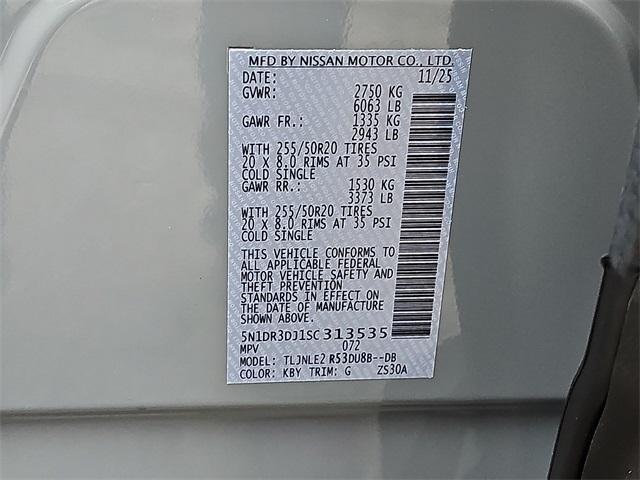 MFD BY NISSAN MOTOR CO., LTD.
DATE: 11/25
GVWR: 2750 KG
6063 LB
GAWR FR.: 1335 KG
2943 LB
WITH 255/50R20 TIRES
20 X 8.0 RIMS AT 35 PSI
COLD SINGLE
GAWR RR.: 1530 KG
3373 LB
WITH 255/50R20 TIRES
20 X 8.0 RIMS AT 35 PSI
COLD SINGLE
THIS VEHICLE CONFORMS TO
ALL APPLICABLE FEDERAL
MOTOR VEHICLE SAFETY AND
THEFT PREVENTION
STANDARDS IN EFFECT ON
THE DATE OF MANUFACTURE
SHOWN ABOVE.
5N1DR3DJ1SC313535
MPV 072
MODEL: TLJNLE2 R53DU8B--DB
COLOR: KBY TRIM: G ZS30A